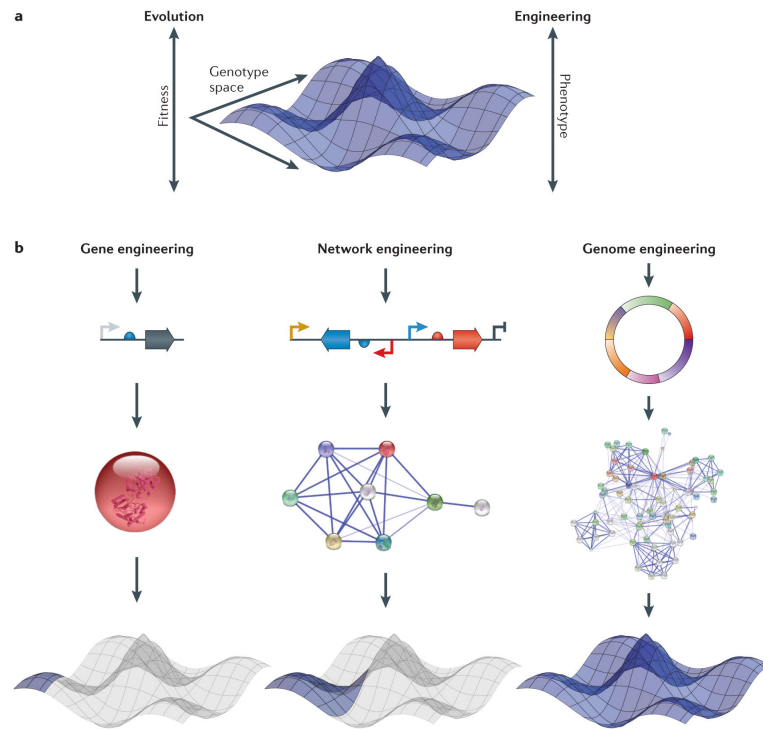 a
Evolution
Engineering
Genotype
space
Fitness
Phenotype
b
Gene engineering
Network engineering
Genome engineering